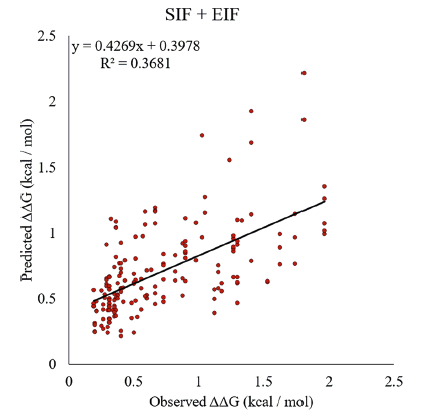 SIF + EIF
2.5
y = 0.4269x + 0.3978
R² = 0.3681
2
1.5
1
0.5
0
Predicted ΔΔG (kcal / mol)
0 0.5 1 1.5 2 2.5
Observed ΔΔG (kcal / mol)